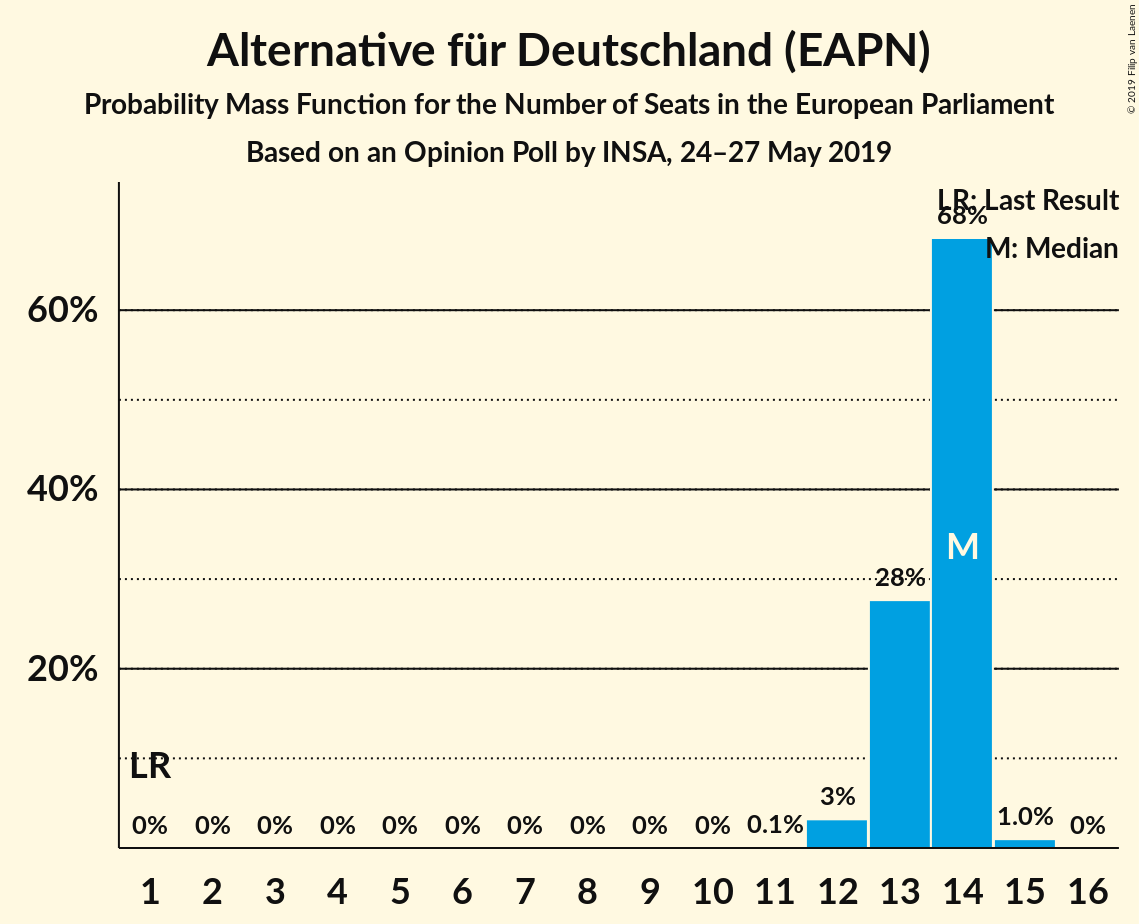 Alternative für Deutschland (EAPN)
Probability Mass Function for the Number of Seats in the European Parliament
Based on an Opinion Poll by INSA, 24–27 May 2019
© 2019 Filip van Laenen
LR: Last Result
M: Median
68%
60%
40%
20%
M
28%
LR
0% 0% 0% 0% 0% 0% 0% 0% 0% 0% 0.1% 3% 1.0% 0%
1 2 3 4 5 6 7 8 9 10 11 12 13 14 15 16